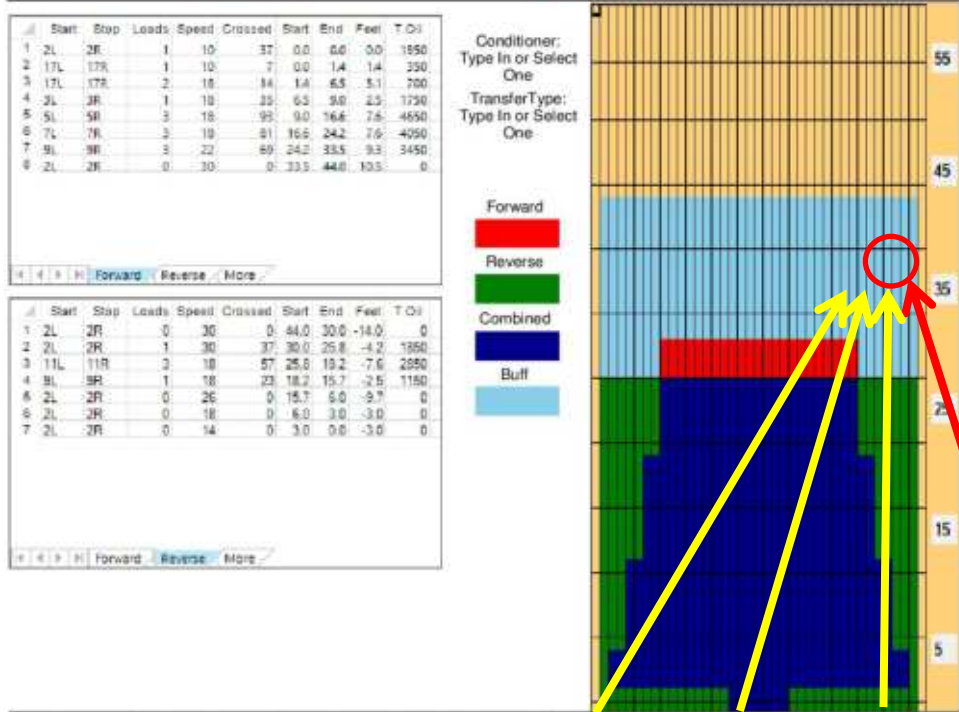 Start Stop Loads Speed Crossed Start End Feet T.Oil
1 2L 2R 1 10 37 0.0 0.0 0.0 1850
2 17L 17R 1 10 7 0.0 1.4 1.4 350
3 17L 17R 2 18 14 1.4 6.5 5.1 700
4 3L 3R 1 18 35 6.5 9.0 2.5 1750
5 5L 5R 3 18 93 9.0 16.6 7.6 4650
6 7L 7R 3 18 81 16.6 24.2 7.6 4050
7 9L 9R 3 22 69 24.2 33.5 9.3 3450
8 2L 2R 0 30 0 33.5 44.0 10.5 0
Forward Reverse More
Start Stop Loads Speed Crossed Start End Feet T.Oil
1 2L 2R 0 30 0 44.0 30.0 -14.0 0
2 2L 2R 1 30 37 30.0 25.8 -4.2 1850
3 11L 11R 3 18 57 25.8 18.2 -7.6 2850
4 9L 9R 1 18 23 18.2 15.7 -2.5 1150
5 2L 2R 0 26 0 15.7 6.0 -9.7 0
6 2L 2R 0 18 0 6.0 3.0 -3.0 0
7 2L 2R 0 14 0 3.0 0.0 -3.0 0
Forward Reverse More
Conditioner:
Type In or Select
One
TransferType:
Type In or Select
One
Forward
Reverse
Combined
Buff
55
45
35
25
15
5